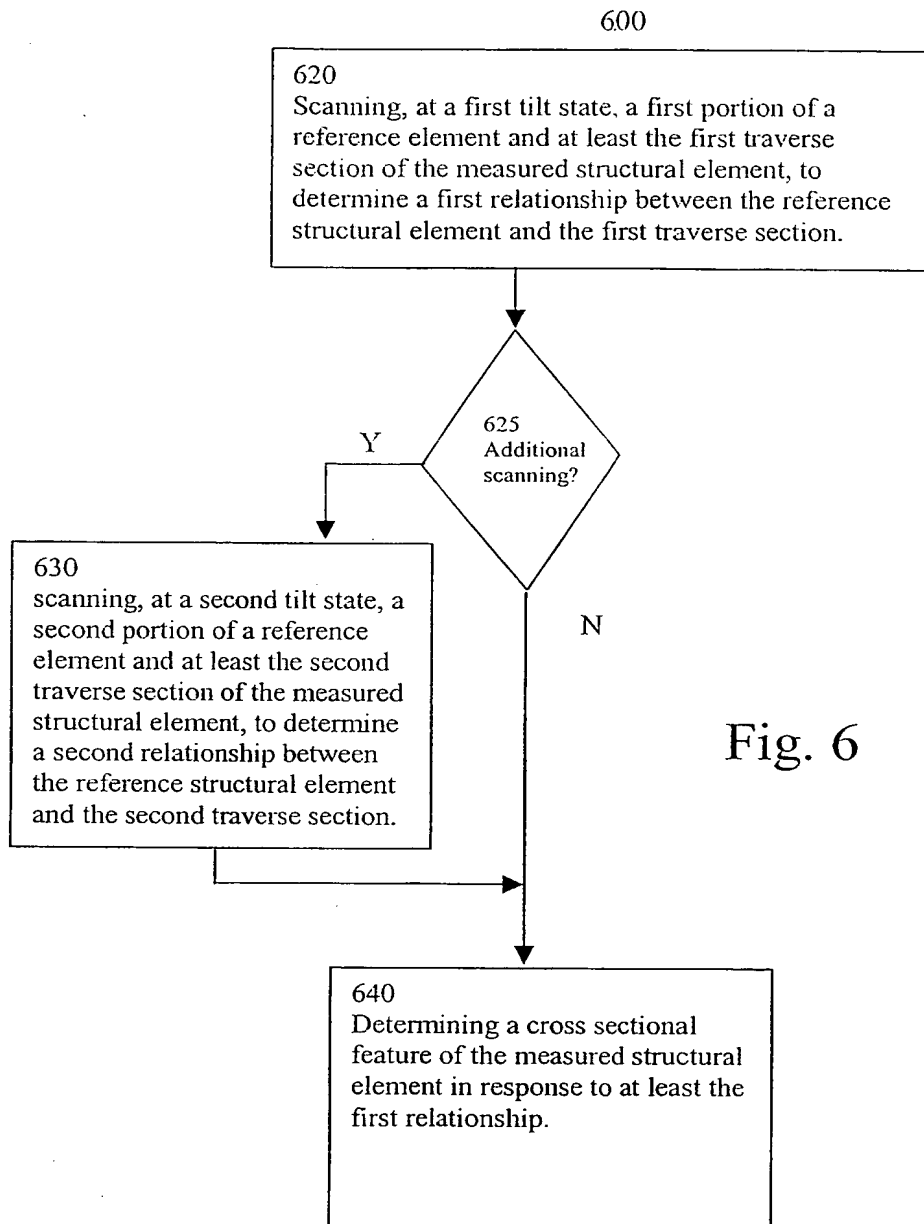 600
620
Scanning, at a first tilt state, a first portion of a
reference element and at least the first traverse
section of the measured structural element, to
determine a first relationship between the reference
structural element and the first traverse section.
625
Additional
scanning?
Y
630
scanning, at a second tilt state, a
second portion of a reference
element and at least the second
traverse section of the measured
structural element, to determine
a second relationship between
the reference structural element
and the second traverse section.
N
Fig. 6
640
Determining a cross sectional
feature of the measured structural
element in response to at least the
first relationship.